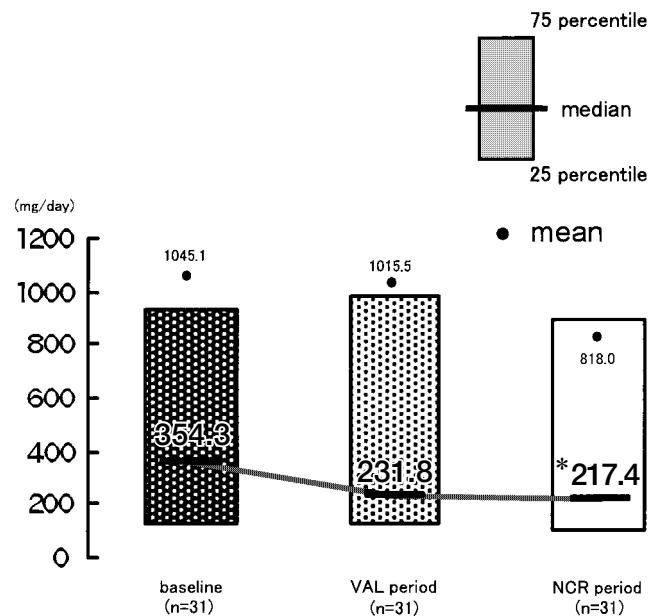 75 percentile
median
25 percentile
mean
(mg/day)
1200
1000
800
600
400
200
0
1045.1
1015.5
818.0
354.3
231.8
*217.4
baseline
(n=31)
VAL period
(n=31)
NCR period
(n=31)